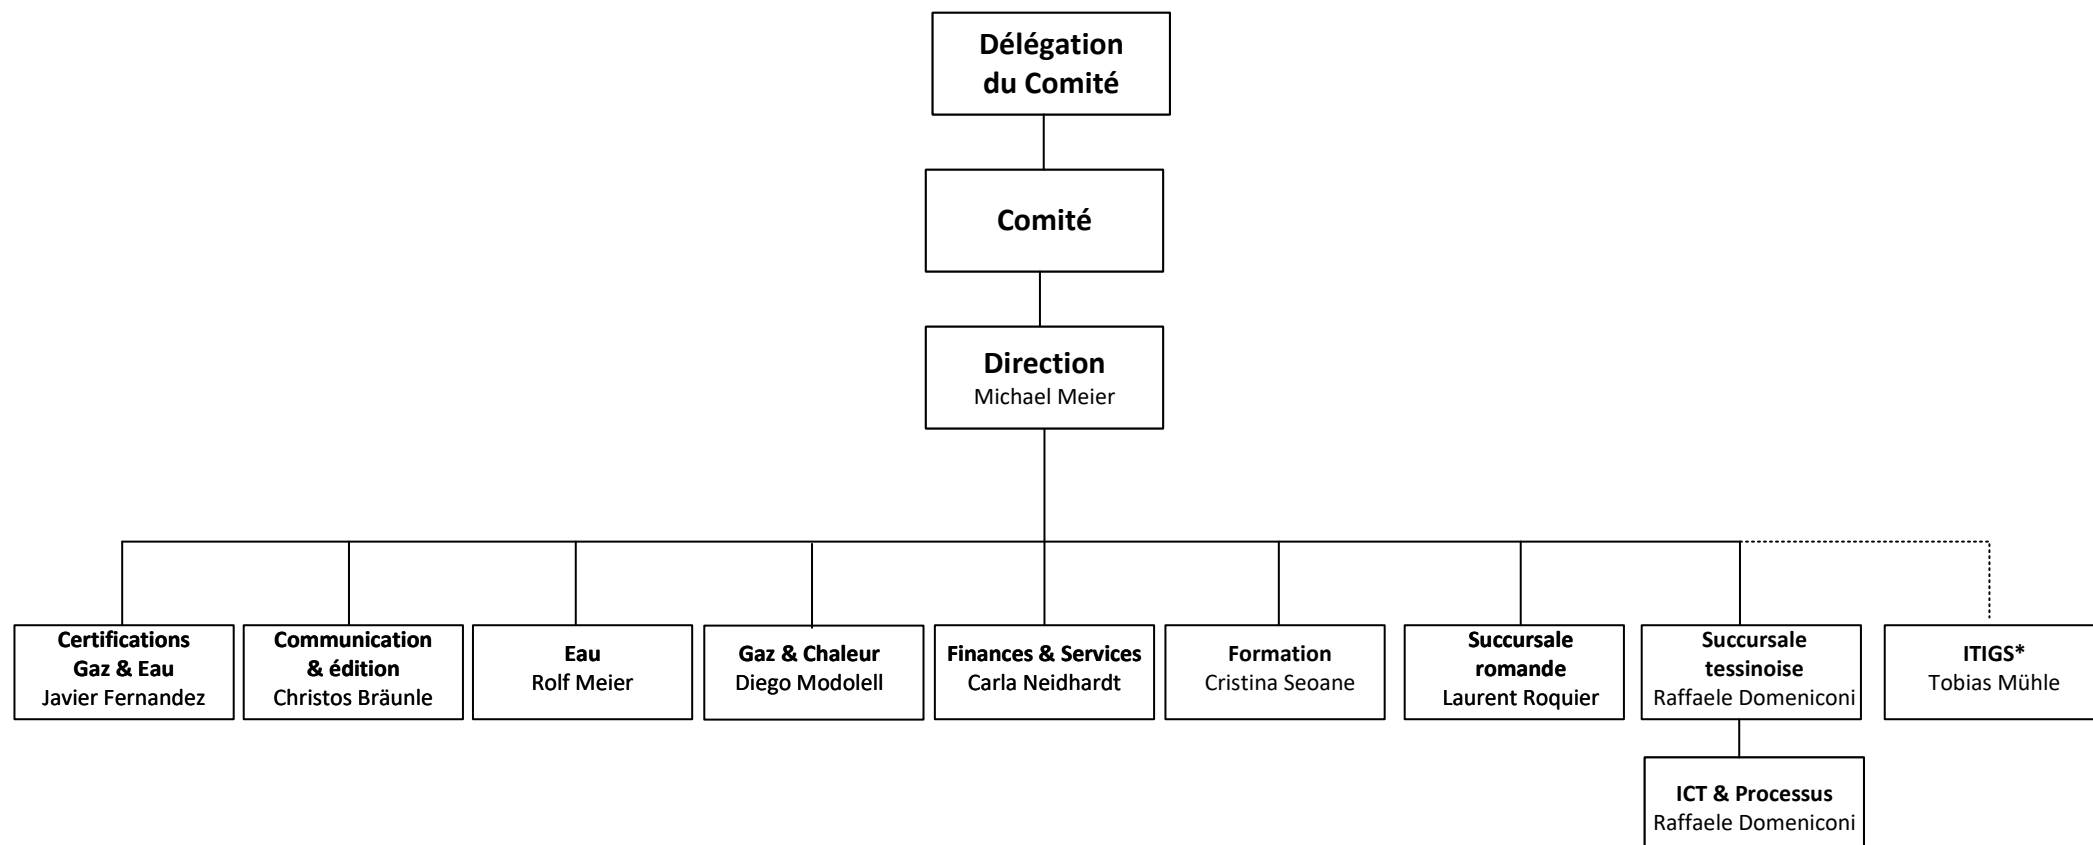 Délégation
du Comité
Comité
Direction
Michael Meier
Certifications
Gaz & Eau
Javier Fernandez
Communication
& édition
Christos Bräunle
Eau
Rolf Meier
Gaz & Chaleur
Diego Modolell
Finances & Services
Carla Neidhardt
Formation
Cristina Seoane
Succursale
romande
Laurent Roquier
Succursale
tessinoise
Raffaele Domeniconi
ITIGS*
Tobias Mühle
ICT & Processus
Raffaele Domeniconi